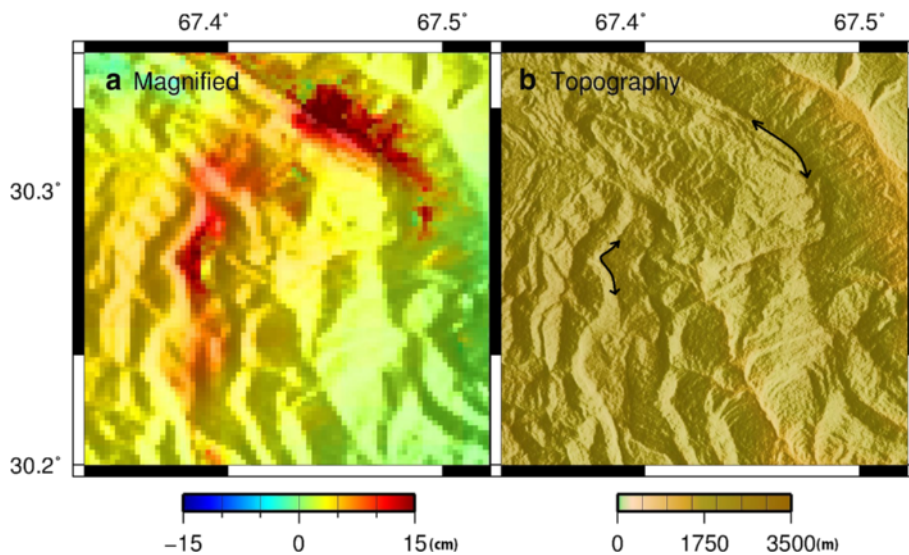 67.4° 67.5° 67.4° 67.5°
a Magnified
b Topography
30.3°
30.2°
−15 0 15(cm)
0 1750 3500(m)